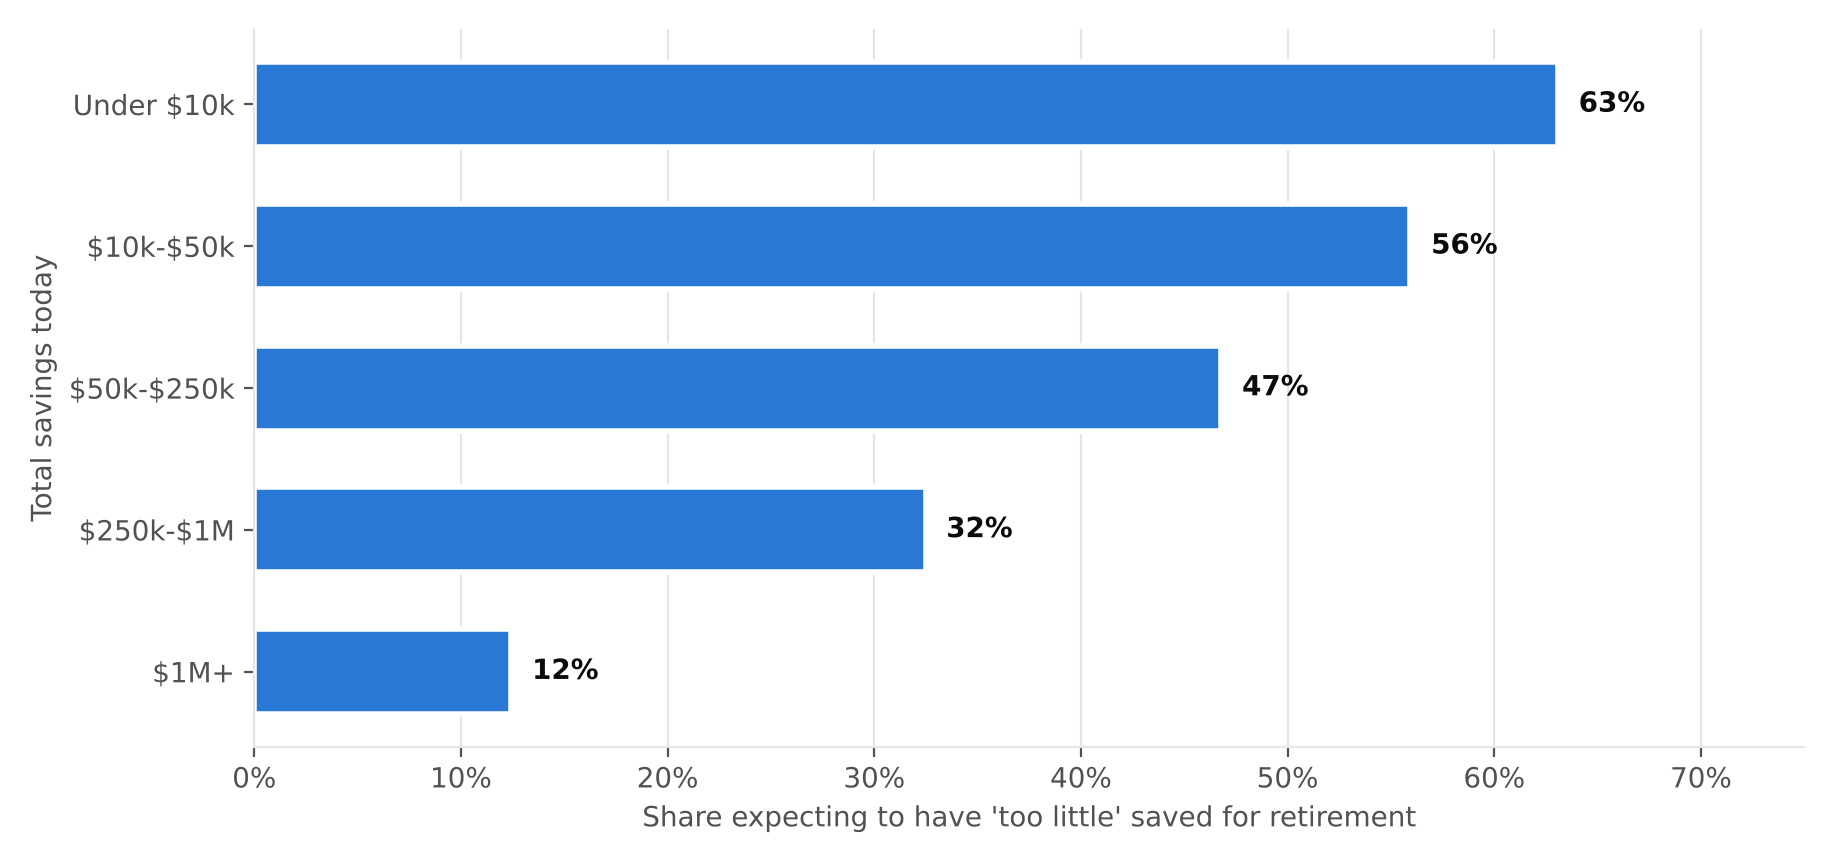 Total savings today
Under $10k
63%
$10k-$50k
56%
$50k-$250k
47%
$250k-$1M
32%
$1M+
12%
0% 10% 20% 30% 40% 50% 60% 70%
Share expecting to have 'too little' saved for retirement